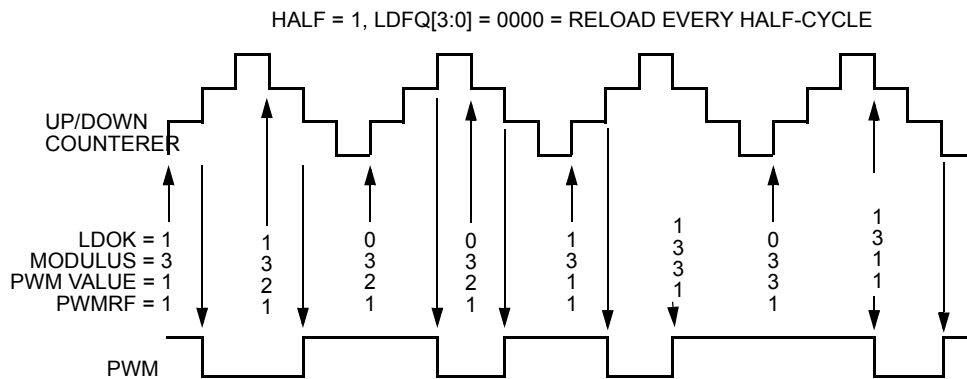 HALF = 1, LDFQ[3:0] = 0000 = RELOAD EVERY HALF-CYCLE
UP/DOWN
COUNTERER
LDOK = 1 1 0 0 1 1 0 1
MODULUS = 3 3 3 3 3 3 3 3
PWM VALUE = 1 2 2 2 1 3 3 1
PWMRF = 1 1 1 1 1 1 1 1
PWM